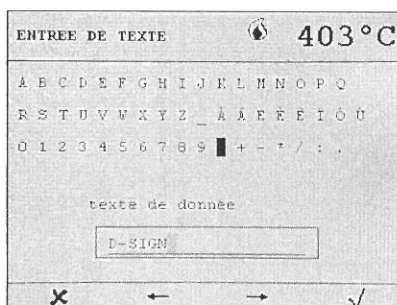 ENTREE DE TEXTE 403°C
A B C D E F G H I J K L M N O P Q
R S T U V W X Y Z _ À Á E È Ë I Ò Ù
0 1 2 3 4 5 6 7 8 9 + - * / : .
texte de donnée
D-SIGN